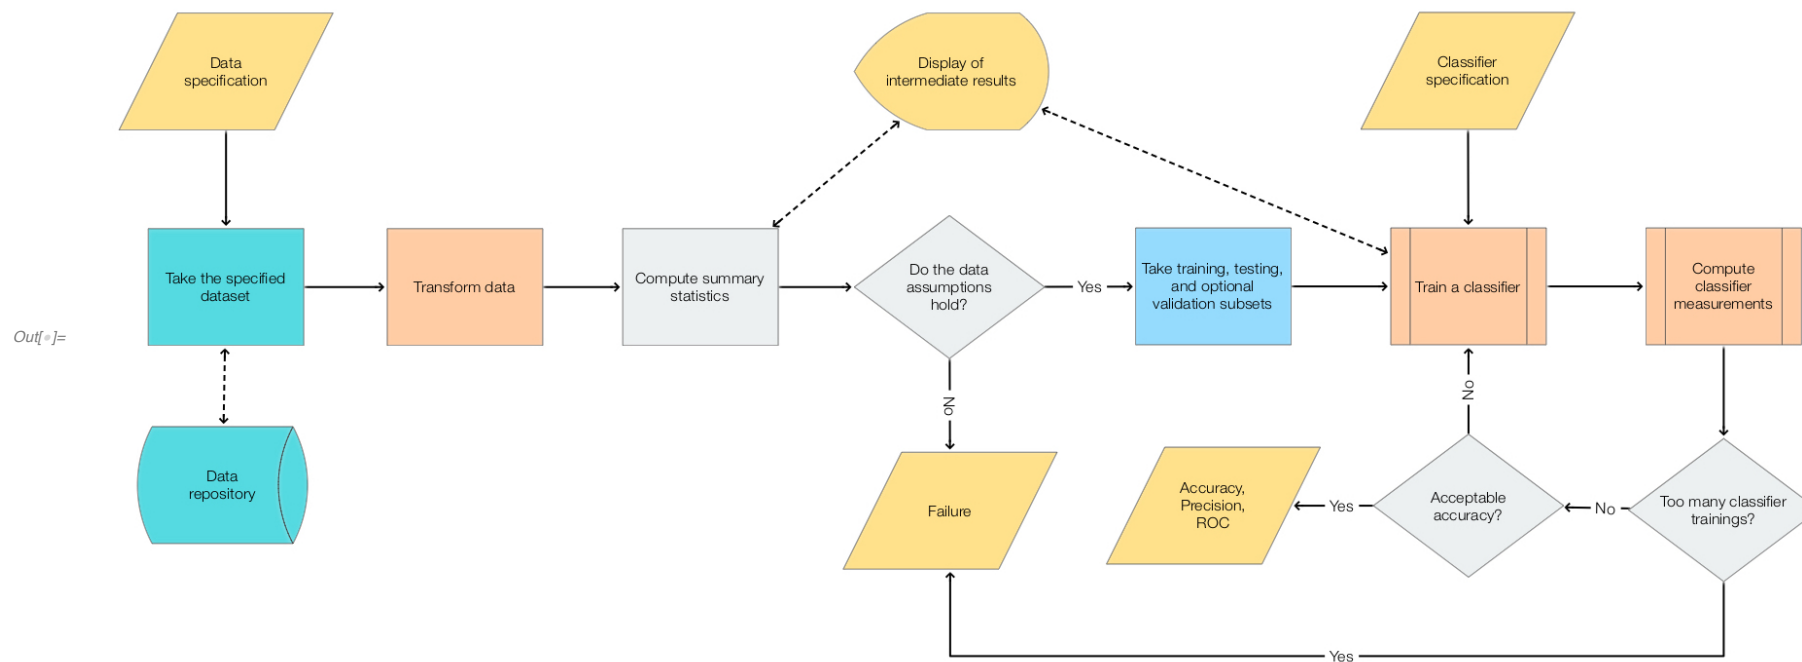 Data
specification
Display of
intermediate results
Classifier
specification
Take the specified
dataset
Transform data
Compute summary
statistics
Do the data
assumptions
hold?
Yes
Take training, testing,
and optional
validation subsets
Train a classifier
Compute
classifier
measurements
Out[•]=
No
No
Data
repository
Failure
Accuracy,
Precision,
ROC
Yes
Acceptable
accuracy?
No
Too many classifier
trainings?
Yes